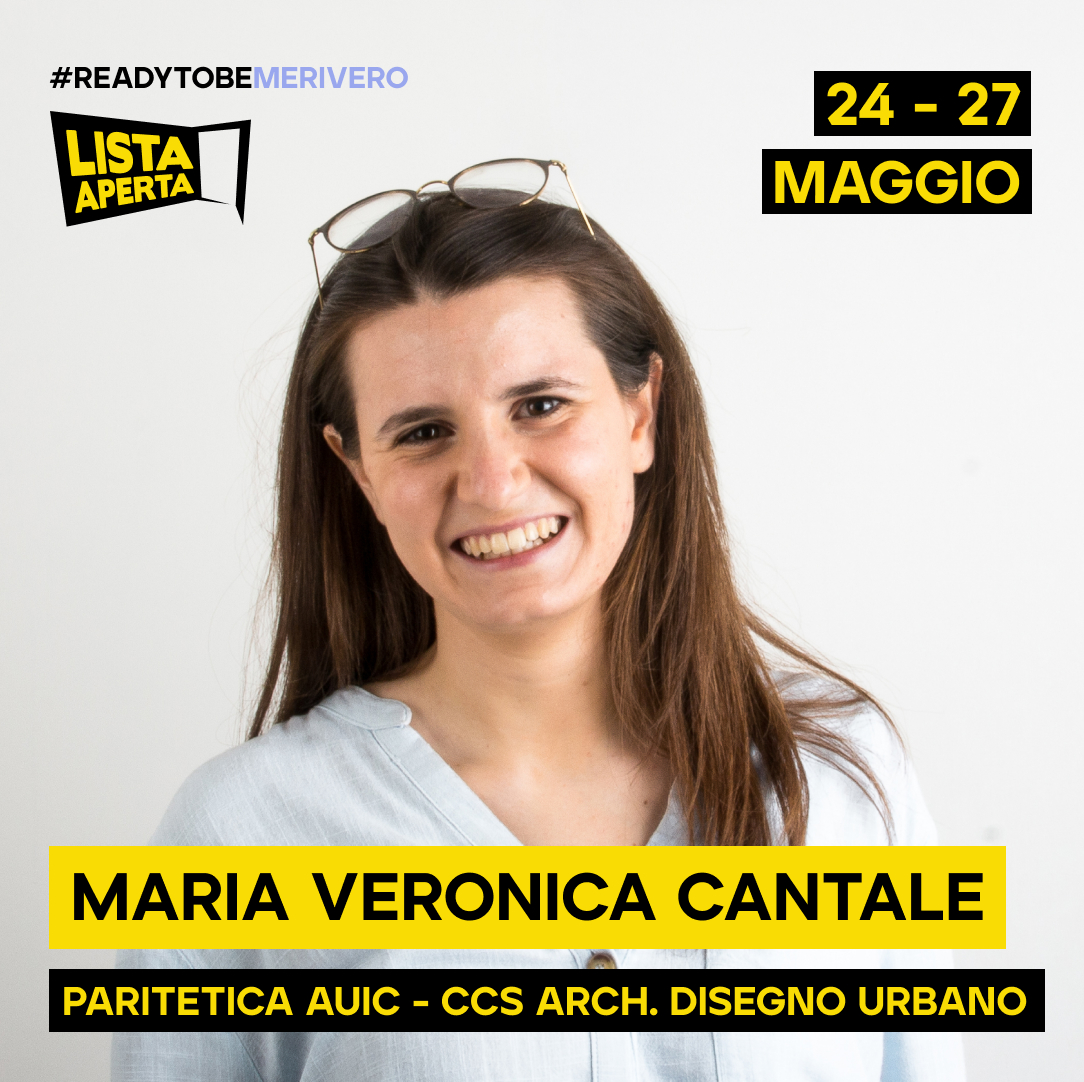 #READYTOBEMERIVERO
LISTA
APERTA
24 - 27
MAGGIO
MARIA VERONICA CANTALE
PARITETICA AUIC - CCS ARCH. DISEGNO URBANO